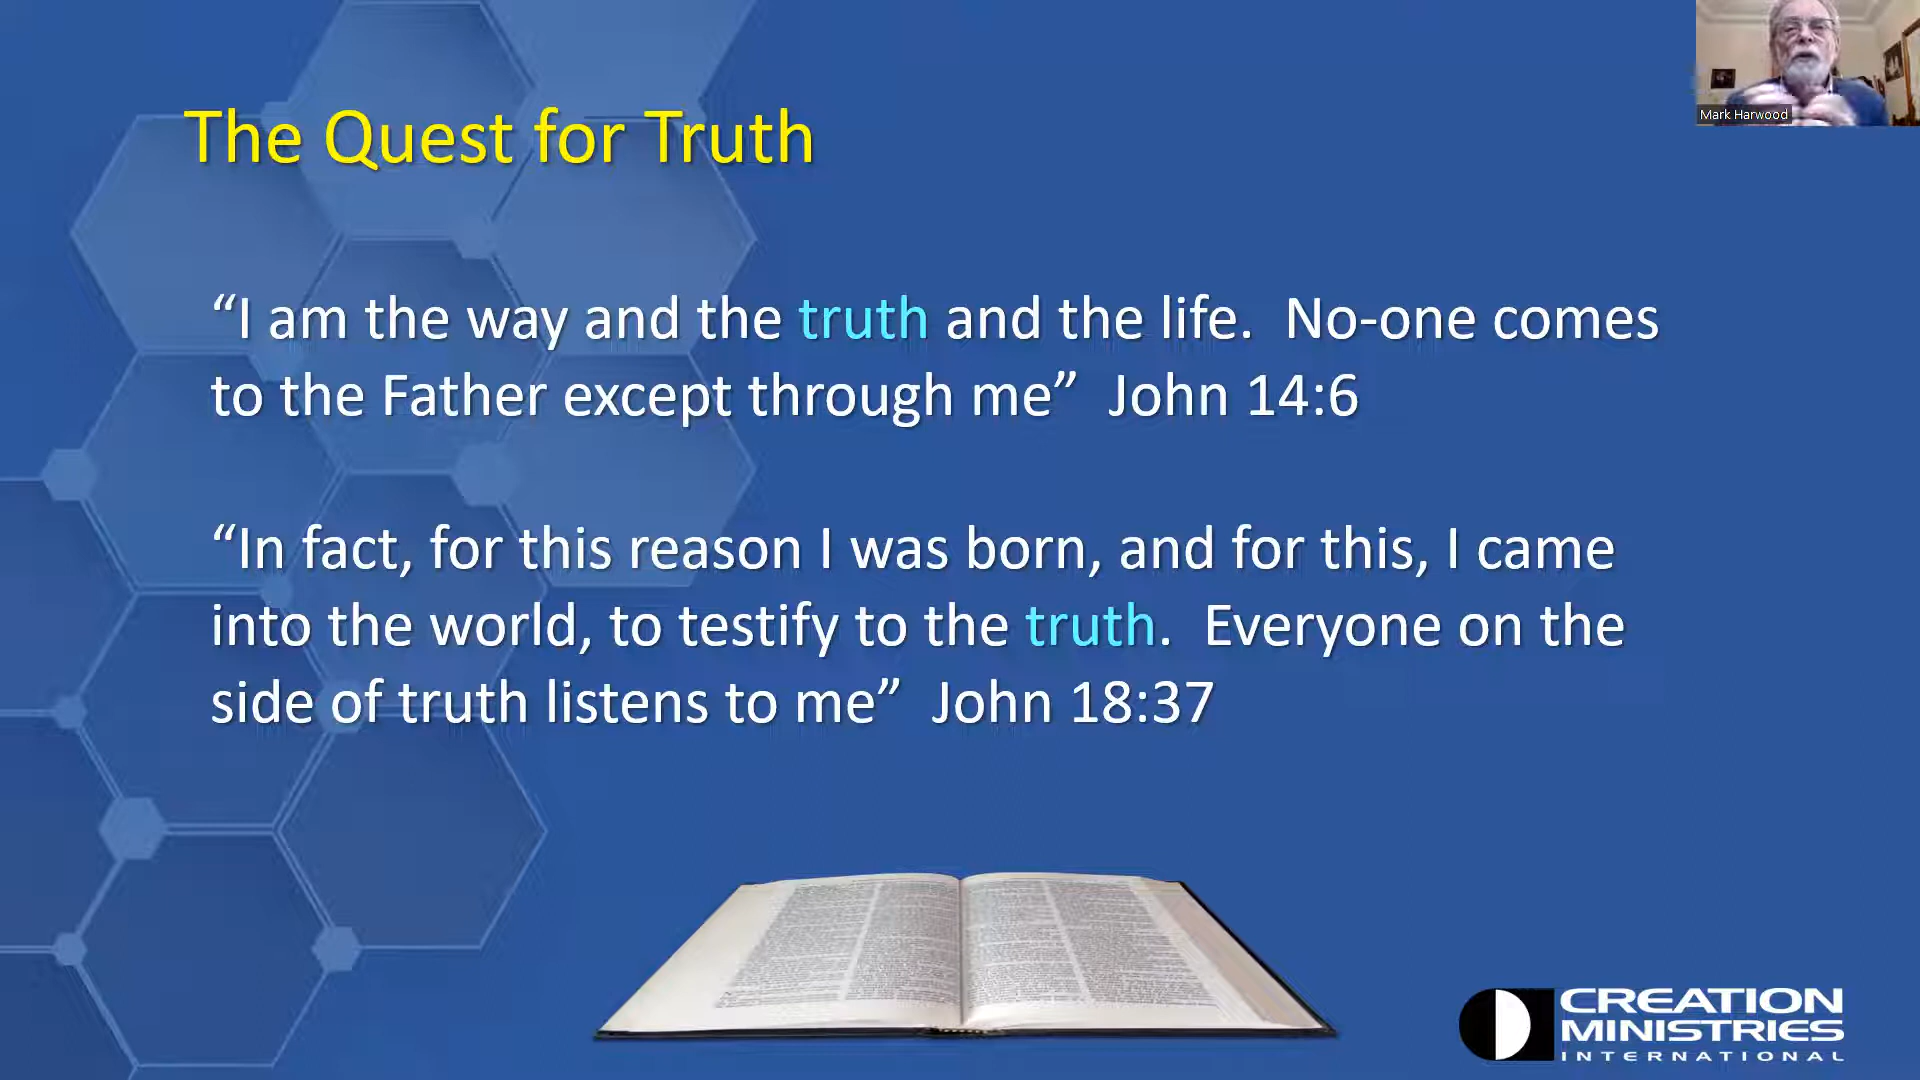 The Quest for Truth
Mark Harwood
“I am the way and the truth and the life.  No-one comes
to the Father except through me”  John 14:6
“In fact, for this reason I was born, and for this, I came
into the world, to testify to the truth.  Everyone on the
side of truth listens to me”  John 18:37
CREATION
MINISTRIES
INTERNATIONAL